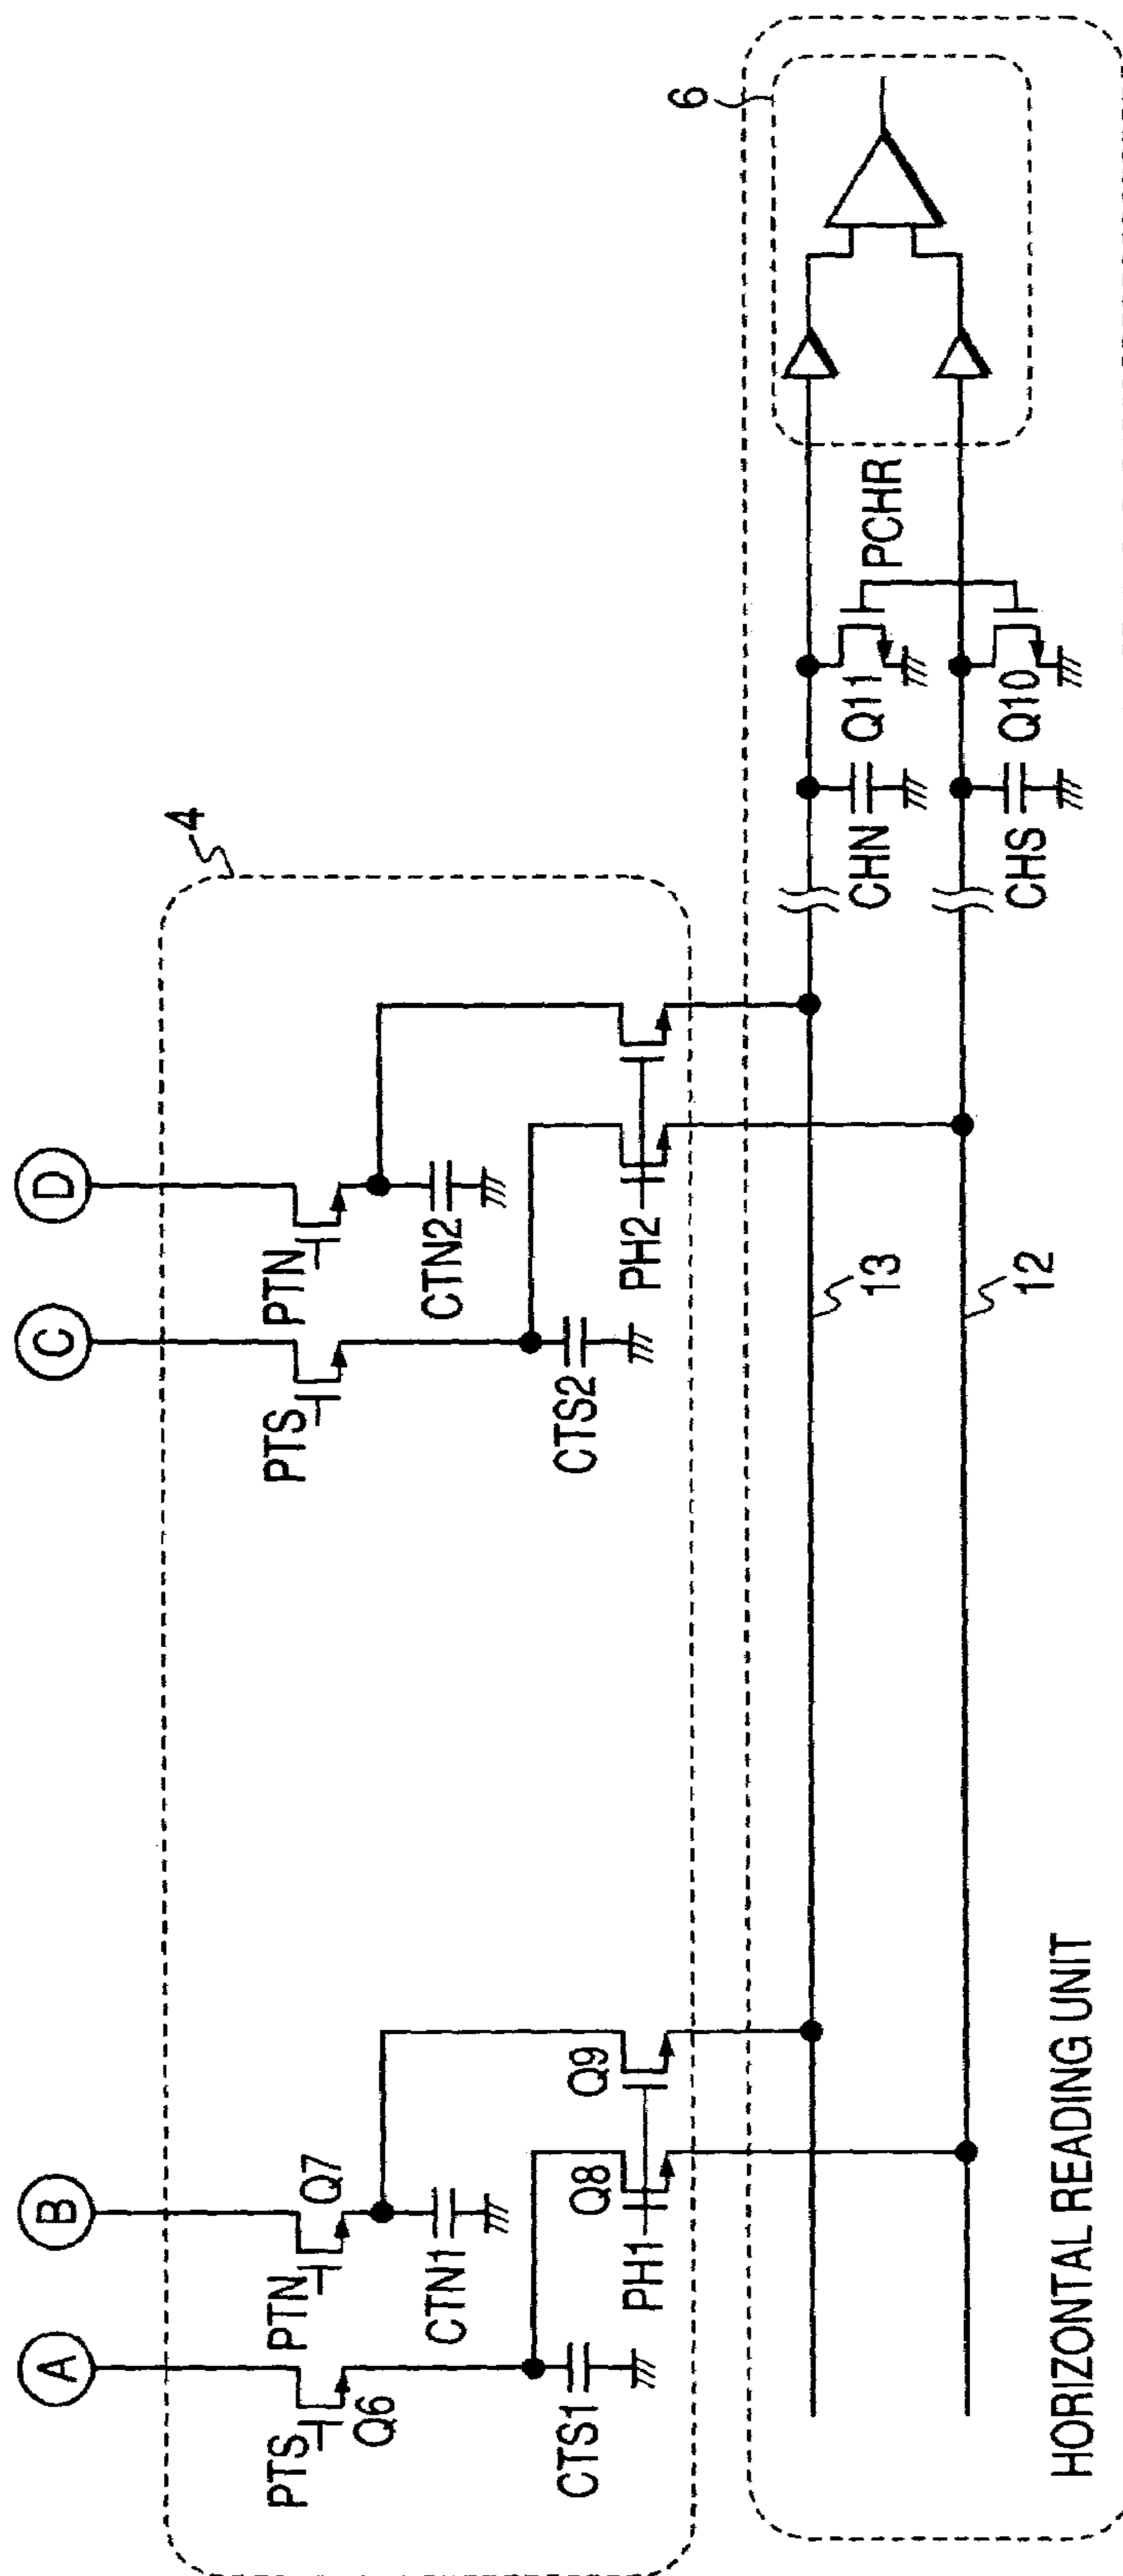 A
B
C
D
4
PTS
PTN
PTS
PTN
Q6
Q7
CTN1
CTN2
CTS1
CTS2
Q8
Q9
PH1
PH2
6
PCHR
CHN
Q11
13
CHS
Q10
12
HORIZONTAL READING UNIT